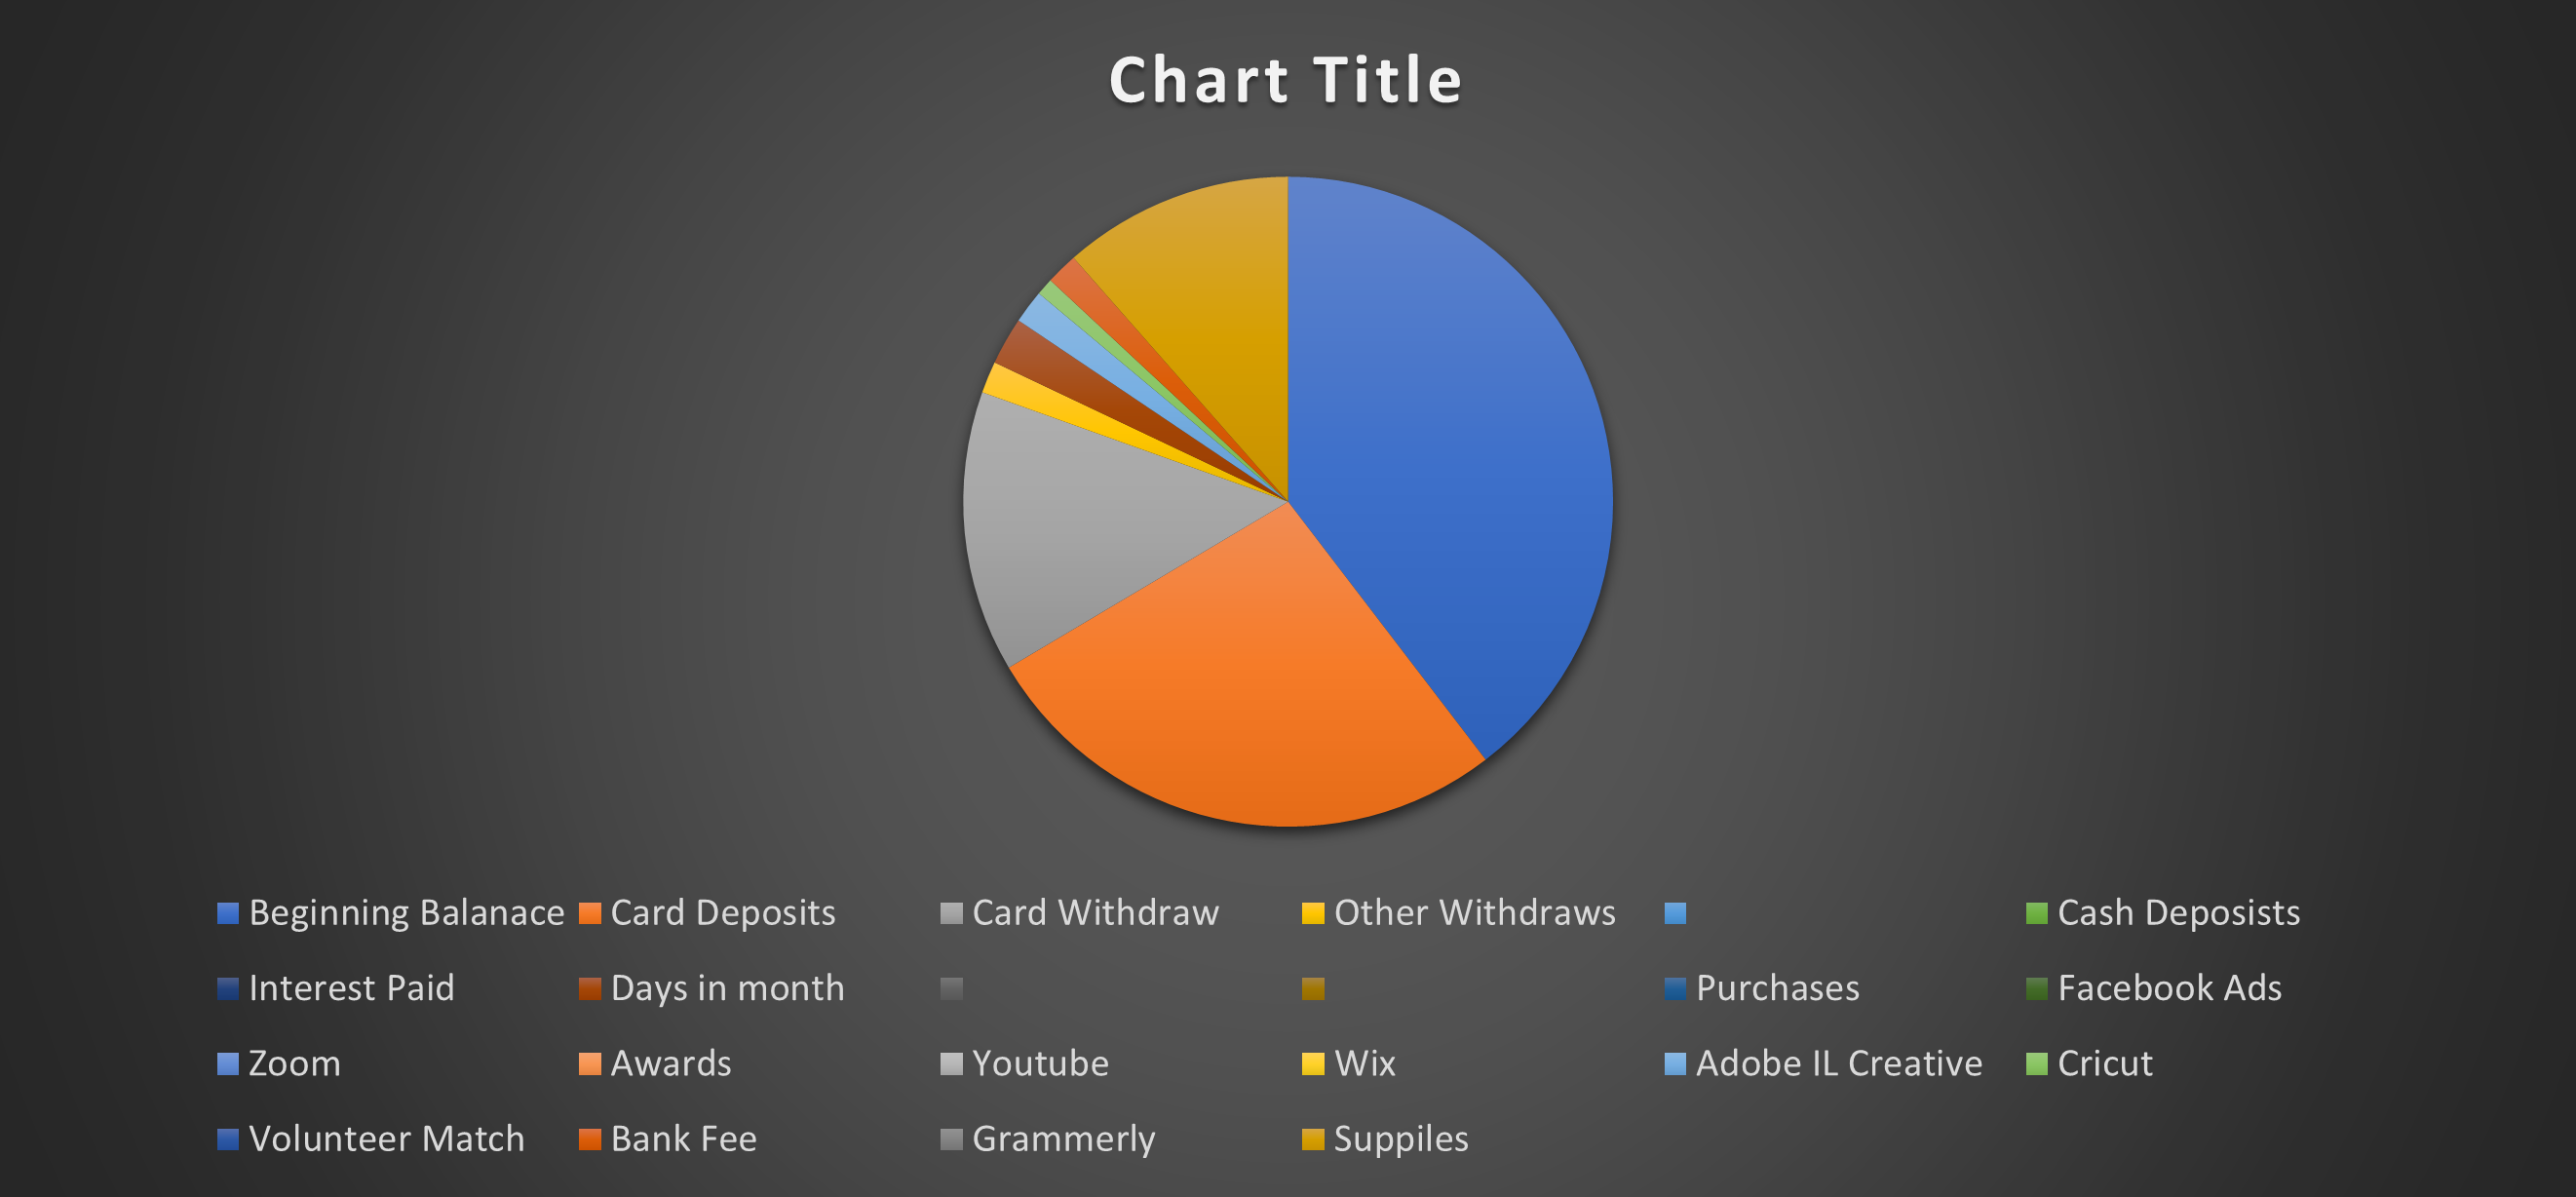 Chart Title
Beginning Balanace Card Deposits Card Withdraw Other Withdraws Cash Deposists
Interest Paid Days in month Purchases Facebook Ads
Zoom Awards Youtube Wix Adobe IL Creative Cricut
Volunteer Match Bank Fee Grammerly Suppiles